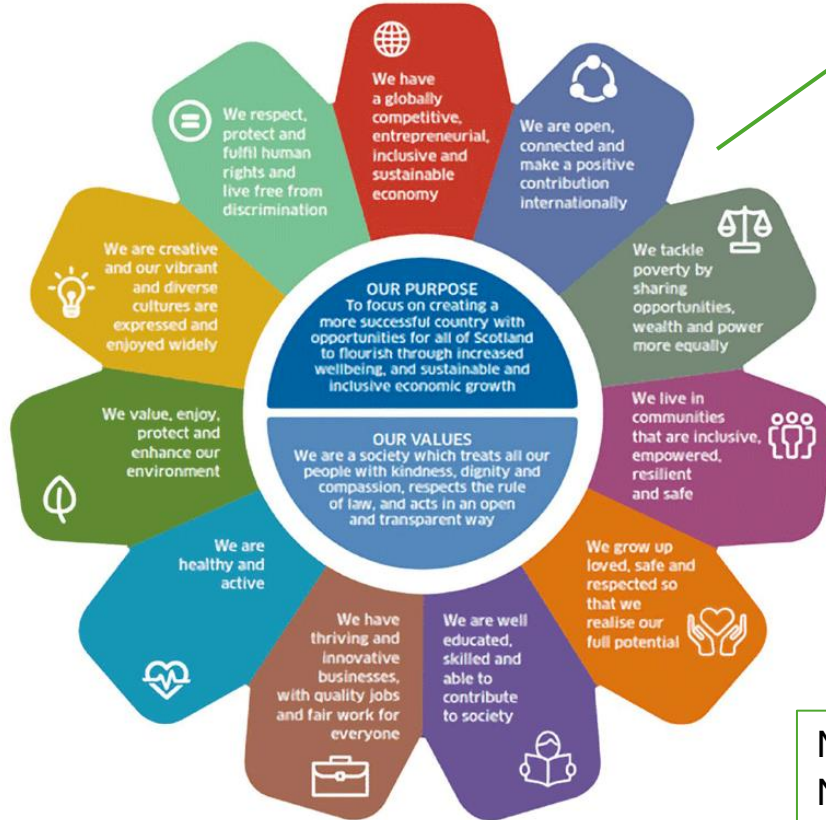 We have
a globally
competitive,
entrepreneurial,
inclusive and
sustainable
economy
We are open,
connected and
make a positive
contribution
internationally
We tackle
poverty by
sharing
opportunities,
wealth and power
more equally
We live in
communities
that are inclusive,
empowered,
resilient
and safe
We grow up
loved, safe and
respected so
that we
realise our
full potential
We are well
educated,
skilled and
able to
contribute
to society
We have
thriving and
innovative
businesses,
with quality jobs
and fair work for
everyone
We are
healthy and
active
We value, enjoy,
protect and
enhance our
environment
We are creative
and our vibrant
and diverse
cultures are
expressed and
enjoyed widely
We respect,
protect and
fulfil human
rights and
live free from
discrimination
OUR PURPOSE
To focus on creating a
more successful country with
opportunities for all of Scotland
to flourish through increased
wellbeing, and sustainable and
inclusive economic growth
OUR VALUES
We are a society which treats all our
people with kindness, dignity and
compassion, respects the rule
of law, and acts in an open
and transparent way